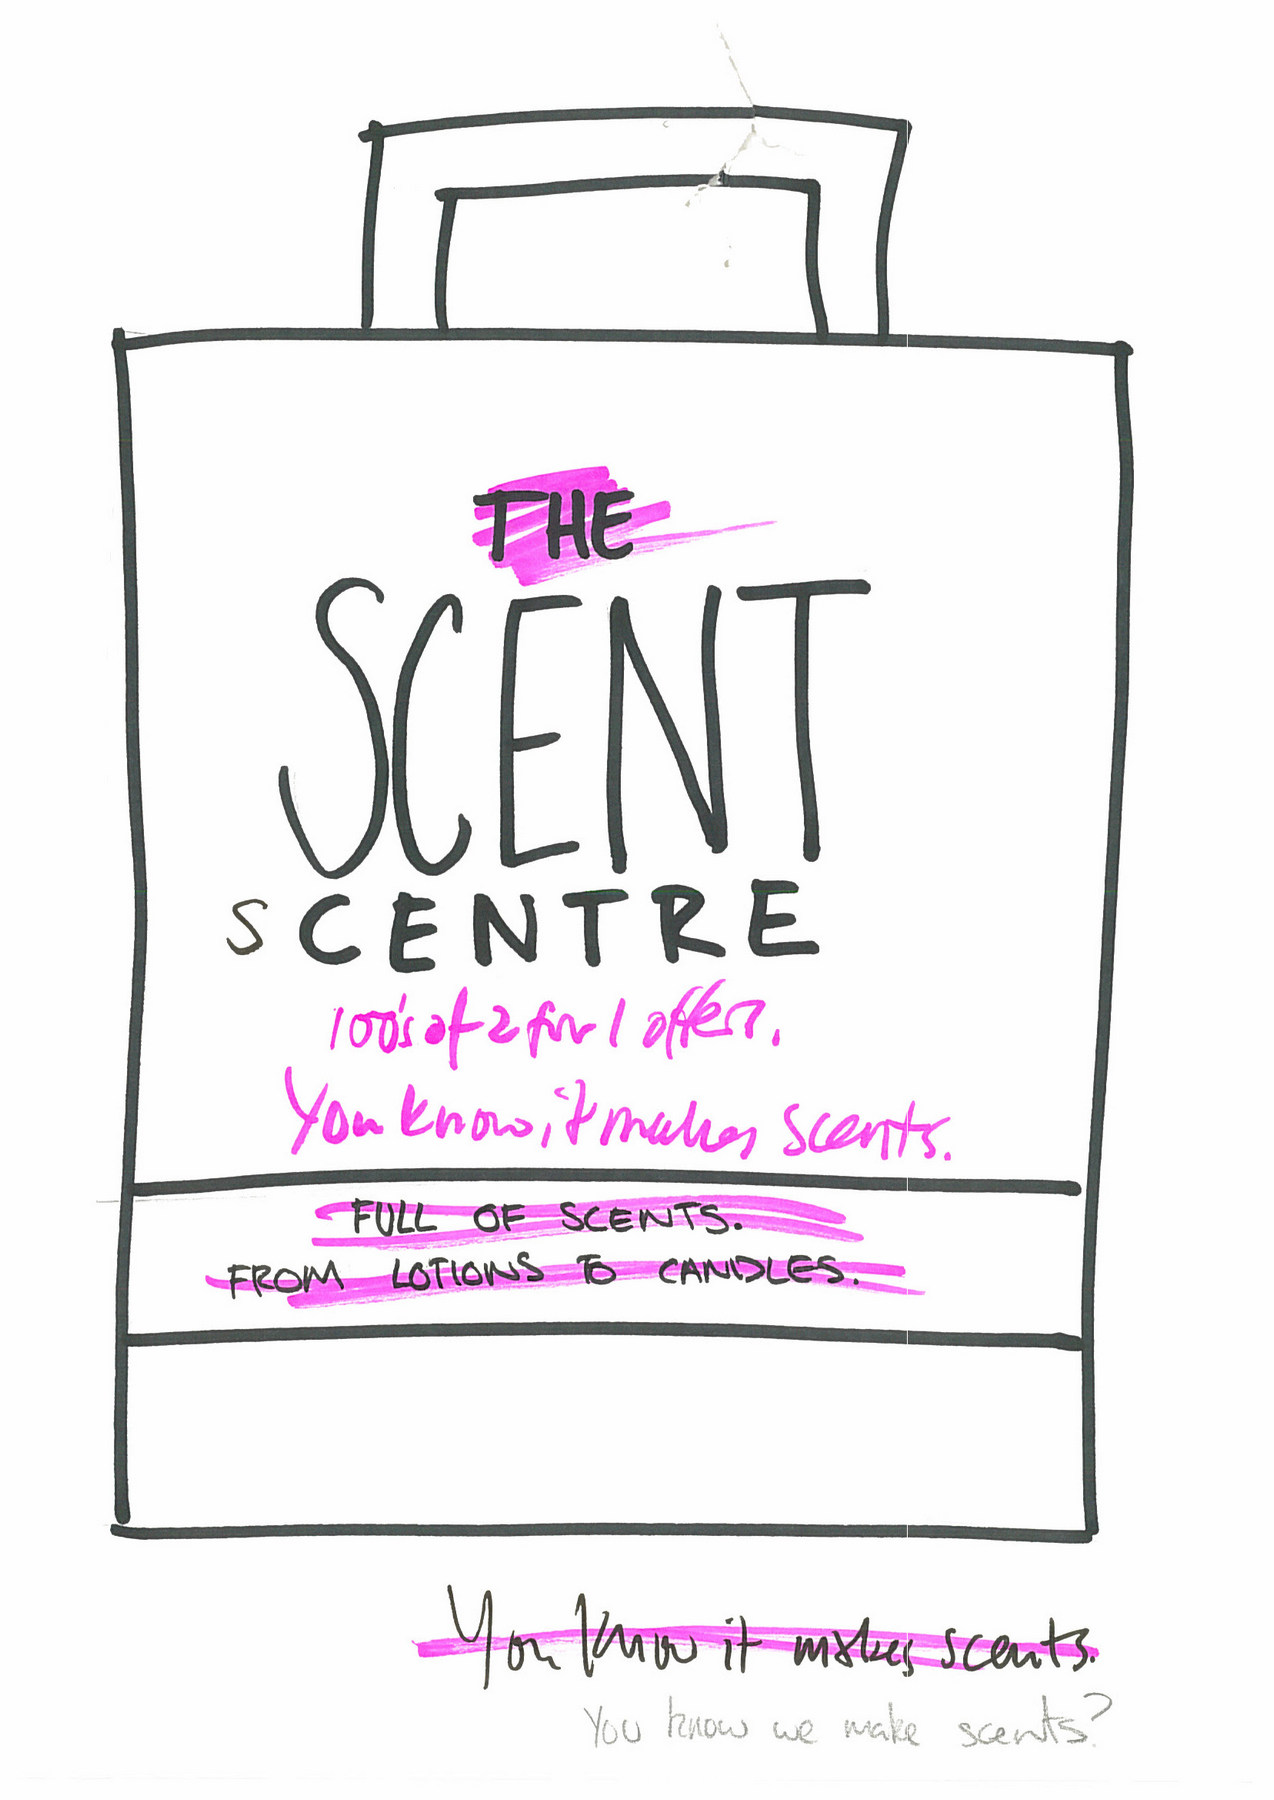 THE
SCENT
SCENTRE
100's of 2 for 1 offers.
You know, it makes scents.
FULL OF SCENTS.
FROM LOTIONS TO CANDLES.
You know it makes scents.
You know we make scents?